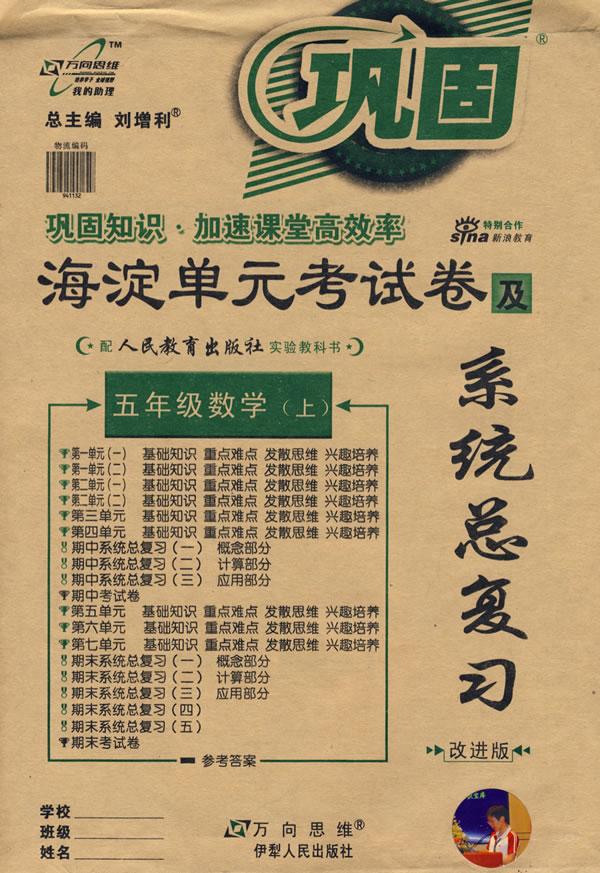 万向思维™
培养学子 全球视野
我的助理
巩固®
总主编 刘增利®
物流编码
941132
巩固知识·加速课堂高效率
特别合作
sina 新浪教育
海淀单元考试卷及
系统总复习
配人民教育出版社实验教科书
五年级数学（上）
第一单元（一） 基础知识 重点难点 发散思维 兴趣培养
第一单元（二） 基础知识 重点难点 发散思维 兴趣培养
第二单元（一） 基础知识 重点难点 发散思维 兴趣培养
第二单元（二） 基础知识 重点难点 发散思维 兴趣培养
第三单元 基础知识 重点难点 发散思维 兴趣培养
第四单元 基础知识 重点难点 发散思维 兴趣培养
期中系统总复习（一） 概念部分
期中系统总复习（二） 计算部分
期中系统总复习（三） 应用部分
期中考试卷
第五单元 基础知识 重点难点 发散思维 兴趣培养
第六单元 基础知识 重点难点 发散思维 兴趣培养
第七单元 基础知识 重点难点 发散思维 兴趣培养
期末系统总复习（一） 概念部分
期末系统总复习（二） 计算部分
期末系统总复习（三） 应用部分
期末系统总复习（四）
期末系统总复习（五）
期末考试卷
参考答案
改进版
学校
班级
姓名
万向思维®
伊犁人民出版社